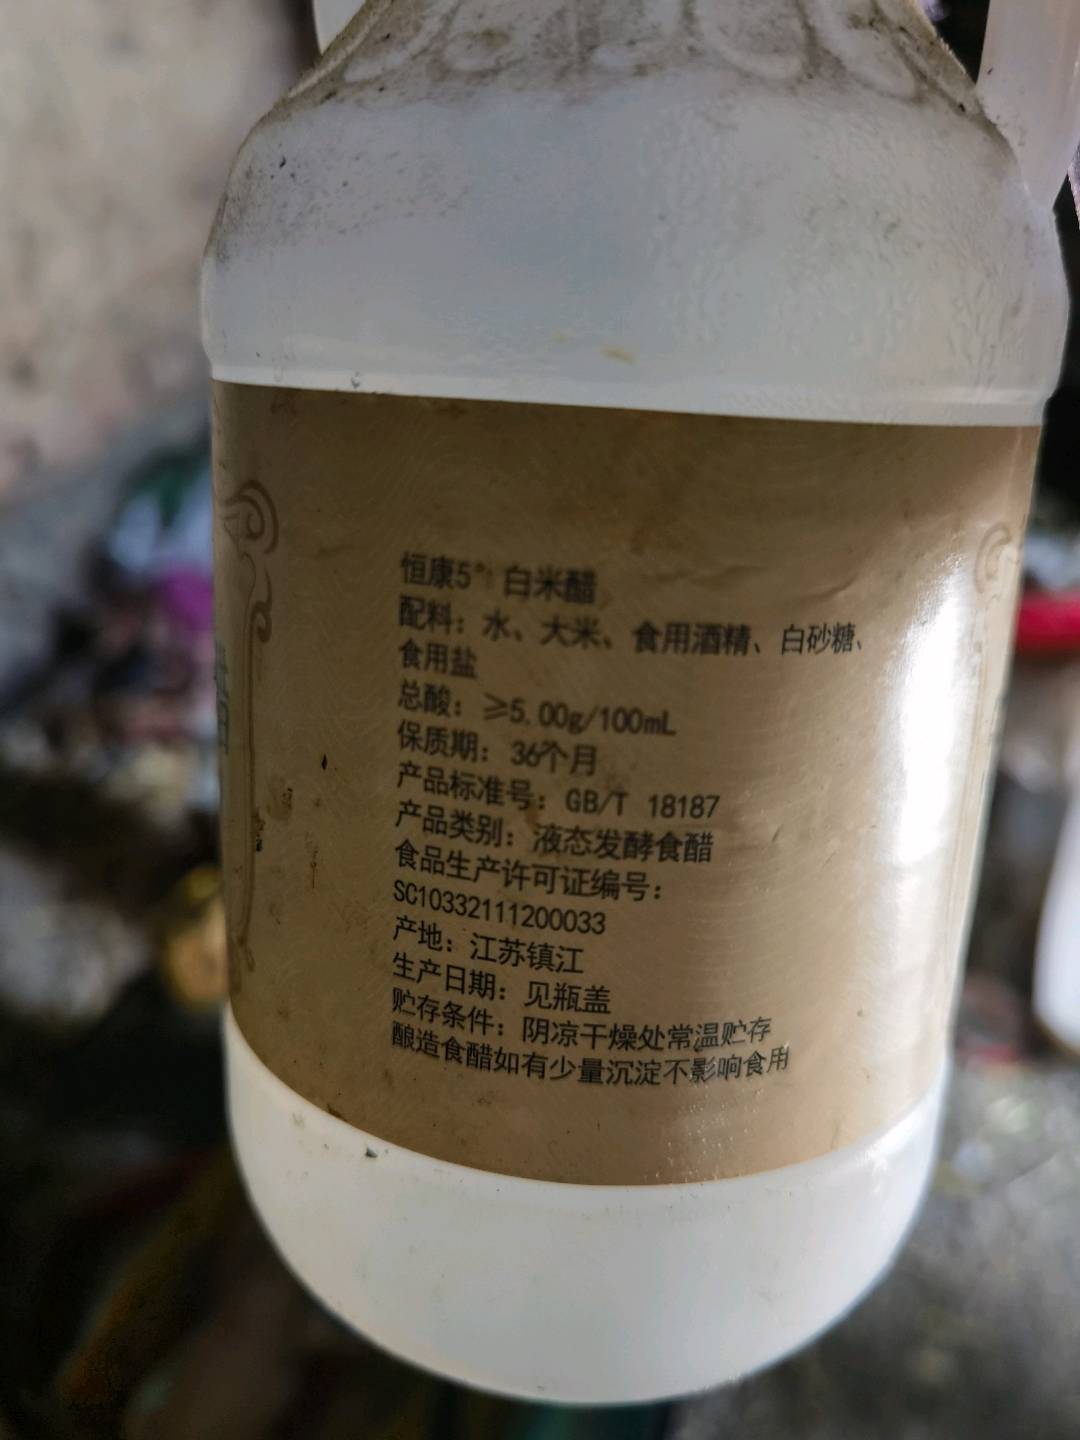 恒康5° 白米醋
配料：水、大米、食用酒精、白砂糖、
食用盐
总酸：≥5.00g/100mL
保质期：36个月
产品标准号：GB/T 18187
产品类别：液态发酵食醋
食品生产许可证编号：
SC10332111200033
产地：江苏镇江
生产日期：见瓶盖
贮存条件：阴凉干燥处常温贮存
酿造食醋如有少量沉淀不影响食用